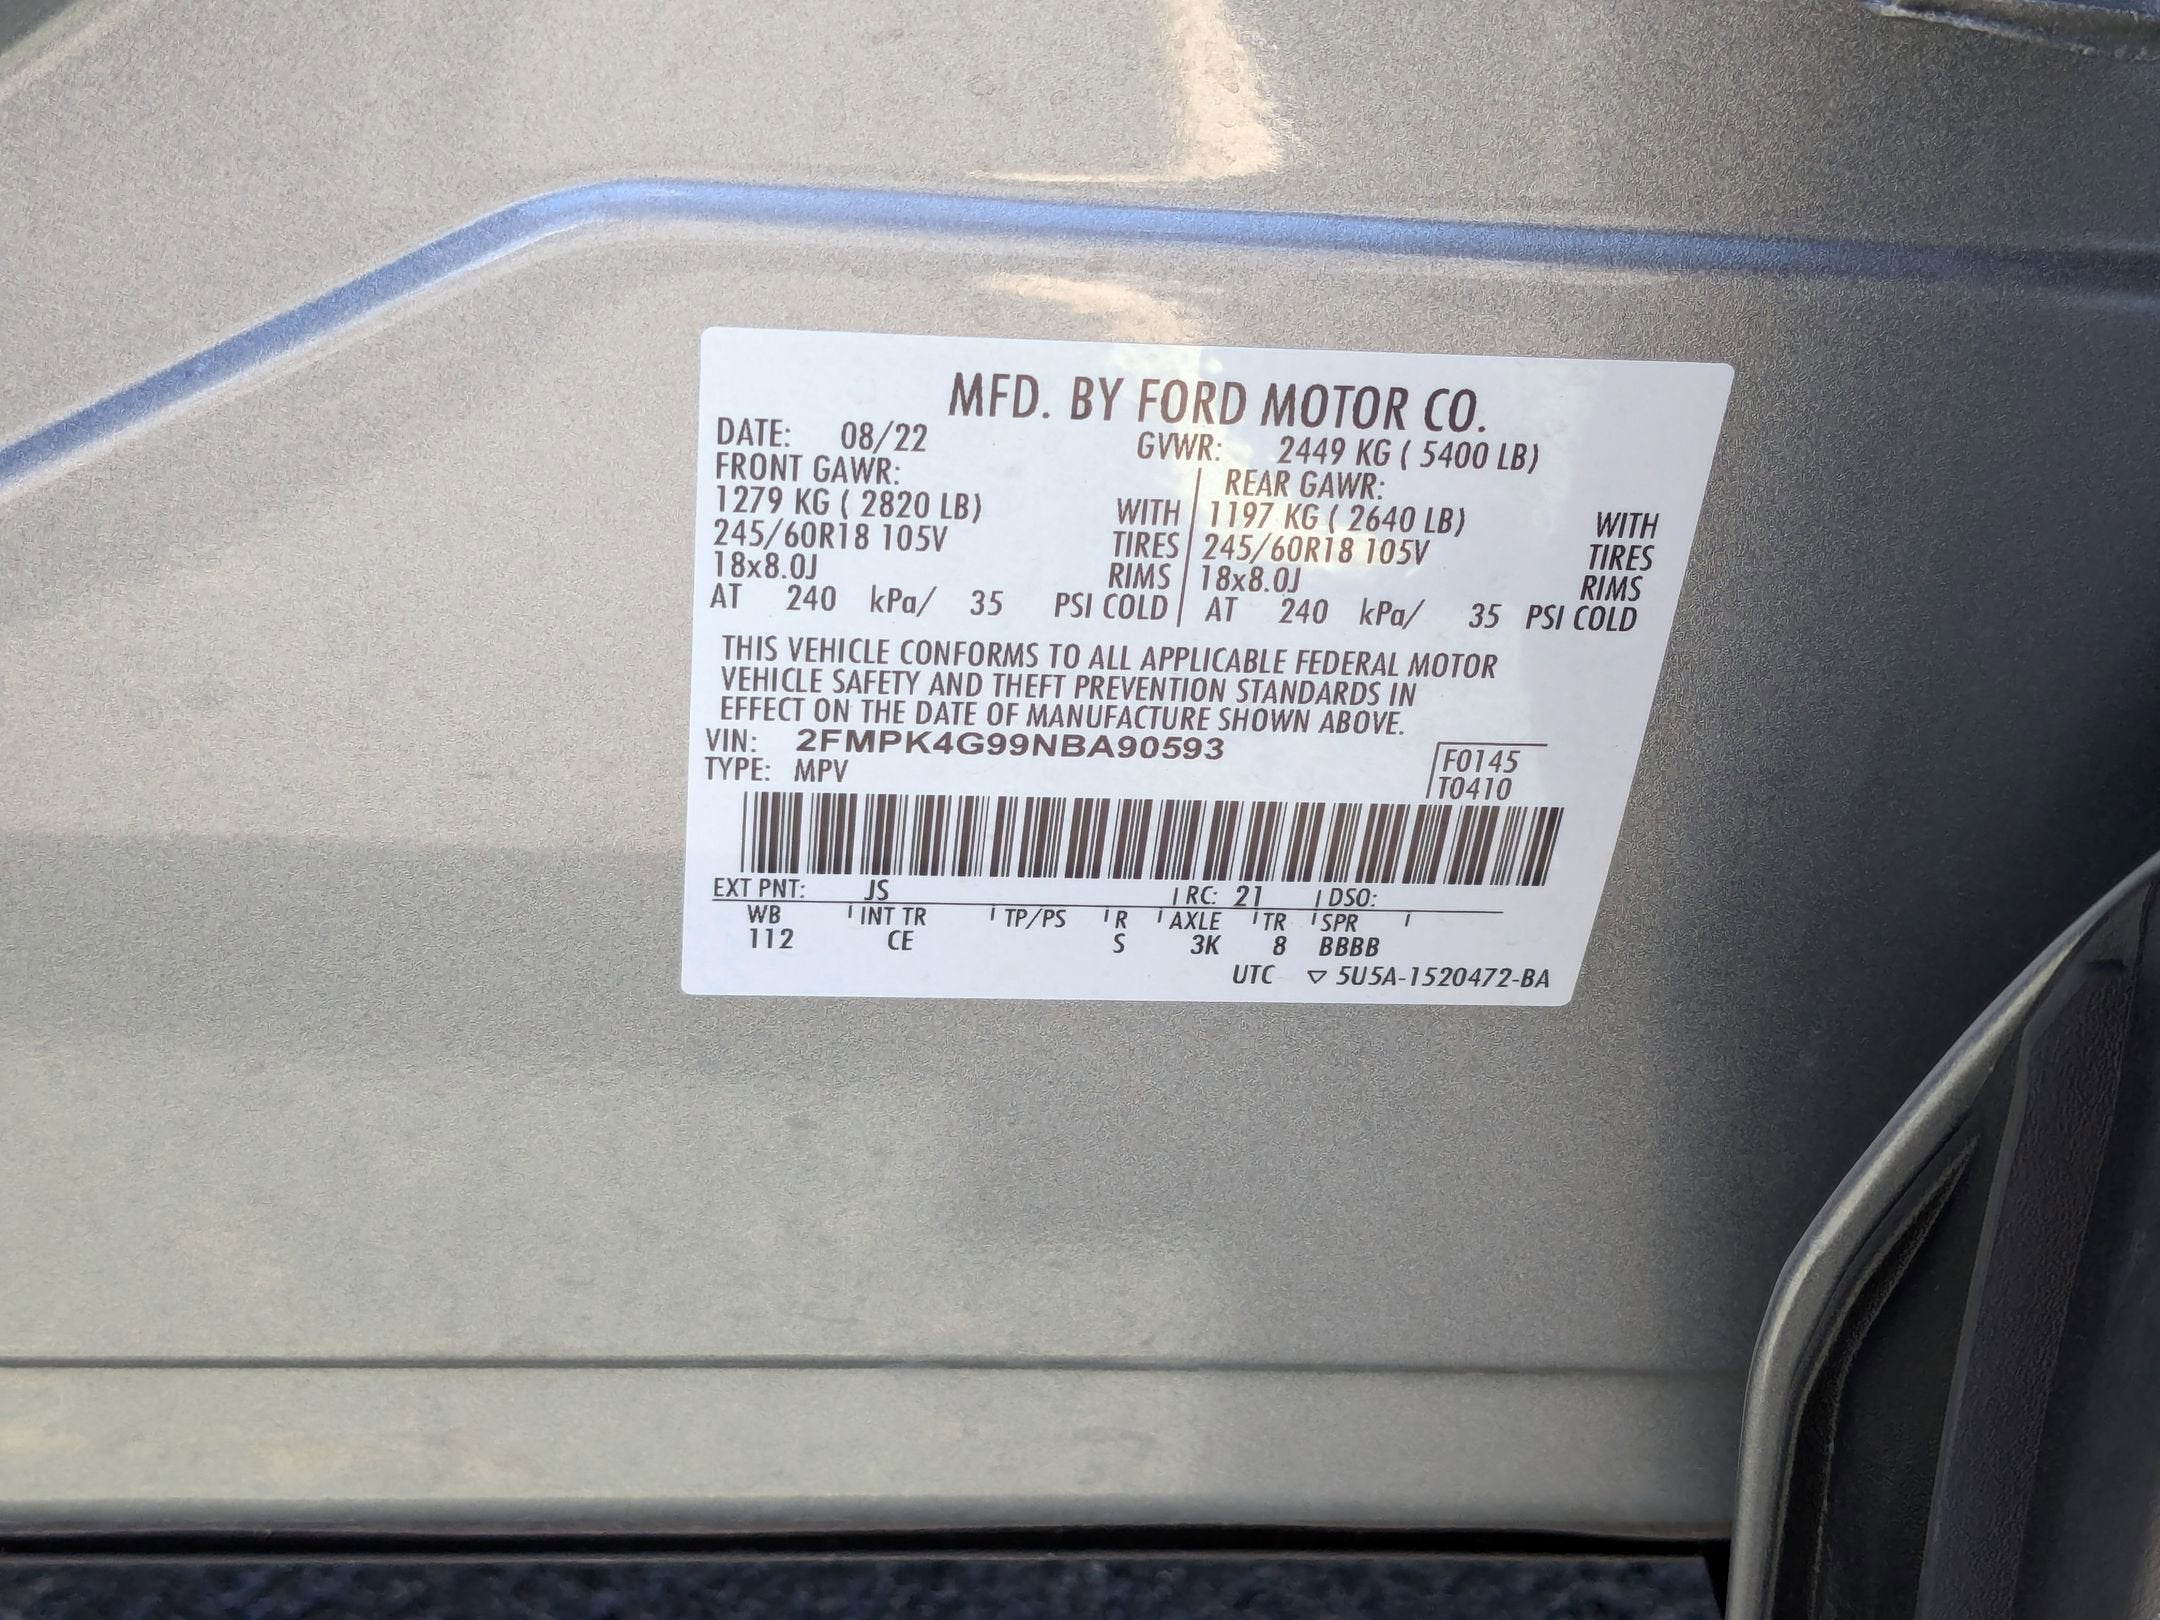 MFD. BY FORD MOTOR CO.
DATE: 08/22 GVWR: 2449 KG ( 5400 LB)
FRONT GAWR: REAR GAWR:
1279 KG ( 2820 LB) WITH 1197 KG ( 2640 LB) WITH
245/60R18 105V TIRES 245/60R18 105V TIRES
18x8.0J RIMS 18x8.0J RIMS
AT 240 kPa/ 35 PSI COLD AT 240 kPa/ 35 PSI COLD
THIS VEHICLE CONFORMS TO ALL APPLICABLE FEDERAL MOTOR
VEHICLE SAFETY AND THEFT PREVENTION STANDARDS IN
EFFECT ON THE DATE OF MANUFACTURE SHOWN ABOVE.
VIN: 2FMPK4G99NBA90593 F0145
TYPE: MPV T0410
EXT PNT: JS RC: 21 DSO:
WB INT TR TP/PS R AXLE TR SPR
112 CE S 3K 8 BBBB
UTC ▽ 5U5A-1520472-BA